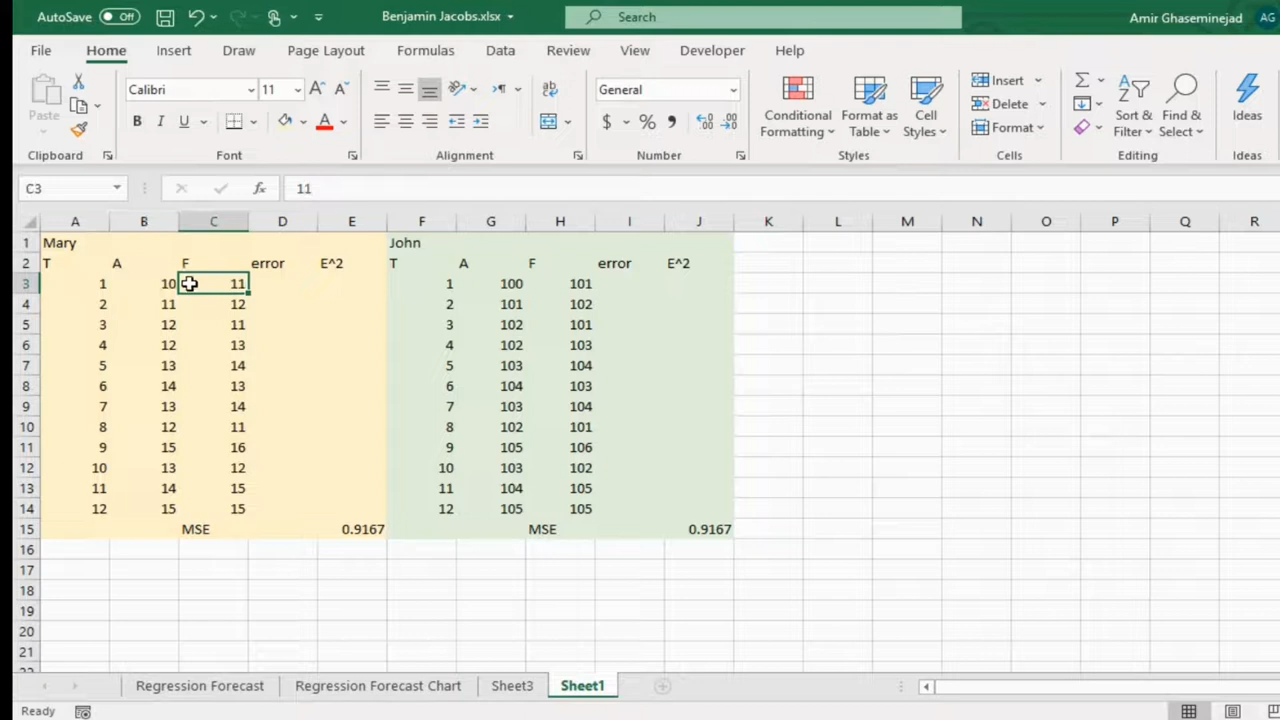 AutoSave Off Benjamin Jacobs.xlsx Search Amir Ghaseminejad AG
File Home Insert Draw Page Layout Formulas Data Review View Developer Help
Paste Calibri 11 General Conditional Formatting Format as Table Cell Styles Insert Delete Format Sort & Filter Find & Select Ideas
Clipboard Font Alignment Number Styles Cells Editing Ideas
C3 fx 11
A B C D E F G H I J K L M N O P Q R
1 Mary John
2 T A F error E^2 T A F error E^2
3 1 10 11 1 100 101
4 2 11 12 2 101 102
5 3 12 11 3 102 101
6 4 12 13 4 102 103
7 5 13 14 5 103 104
8 6 14 13 6 104 103
9 7 13 14 7 103 104
10 8 12 11 8 102 101
11 9 15 16 9 105 106
12 10 13 12 10 103 102
13 11 14 15 11 104 105
14 12 15 15 12 105 105
15 MSE 0.9167 MSE 0.9167
16
17
18
19
20
21
Regression Forecast Regression Forecast Chart Sheet3 Sheet1
Ready